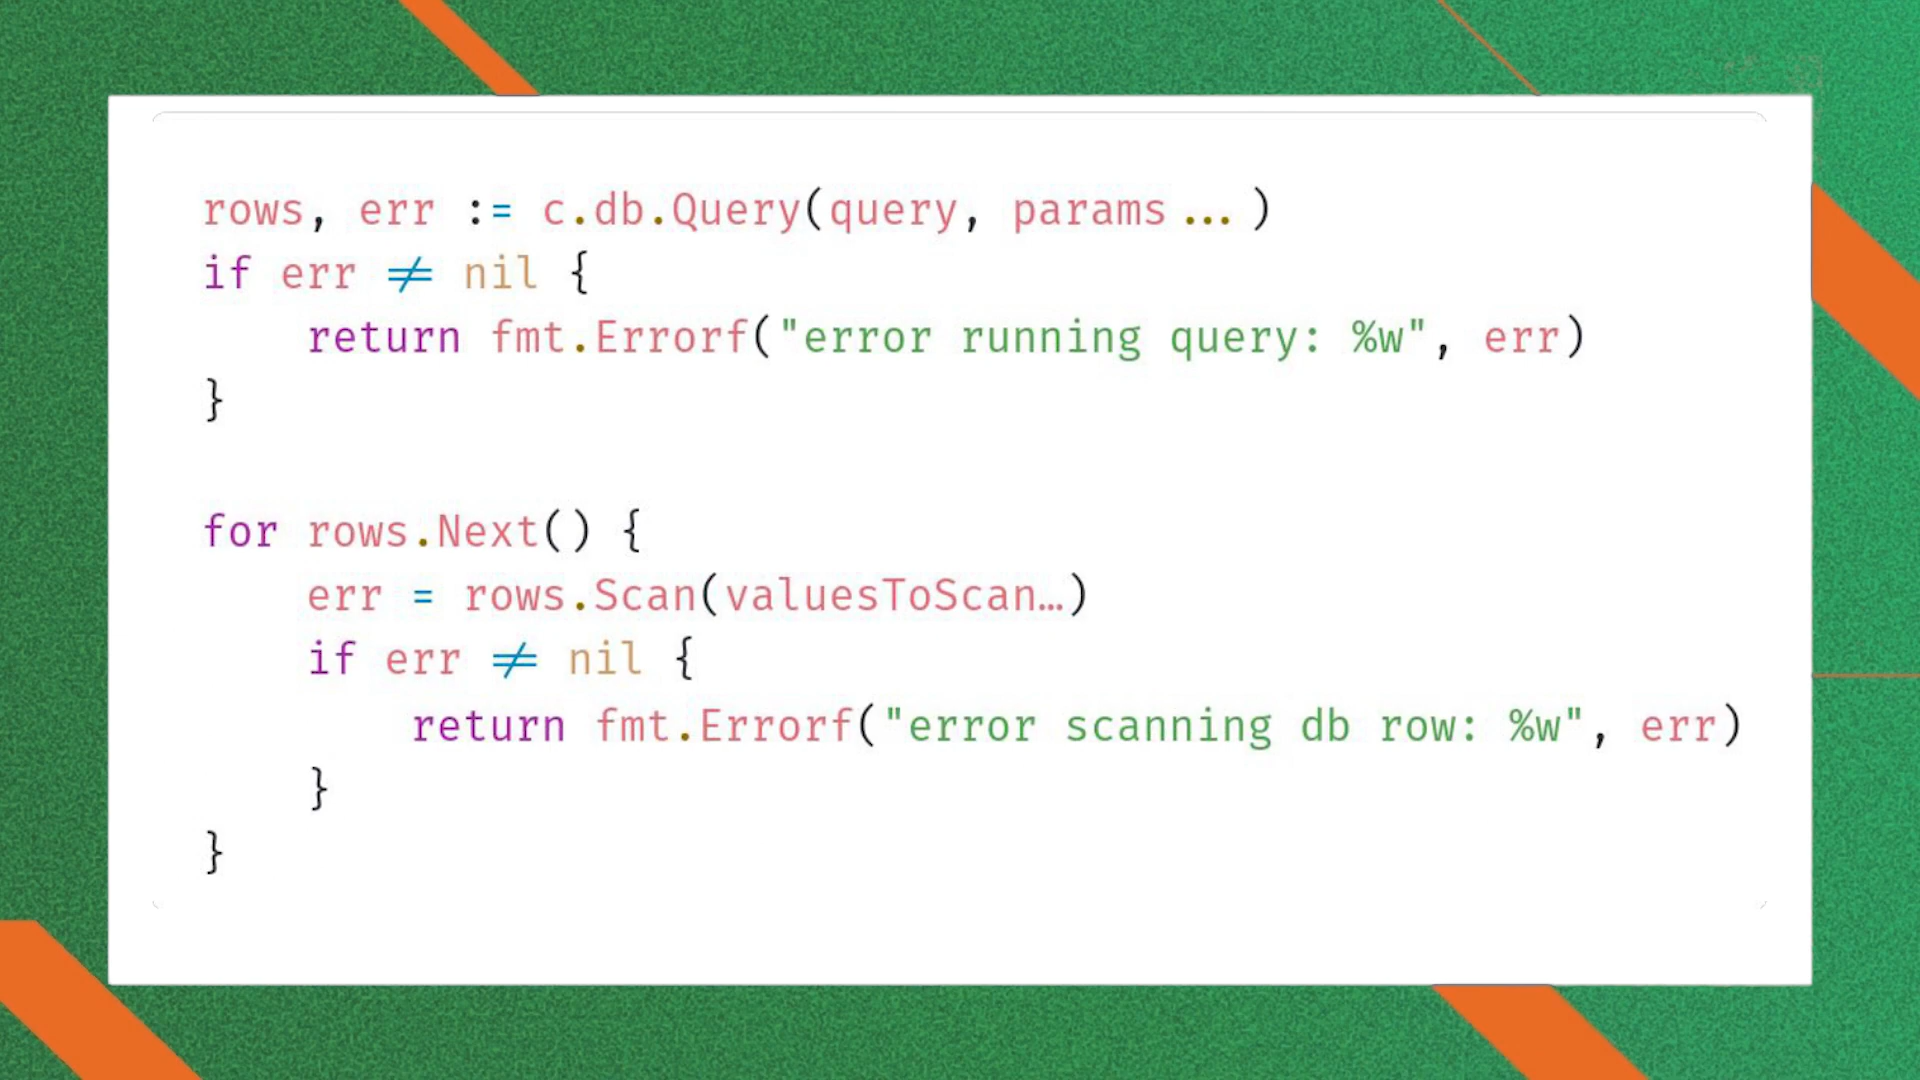 rows, err := c.db.Query(query, params...)
if err ≠ nil {
return fmt.Errorf("error running query: %w", err)
}
for rows.Next() {
err = rows.Scan(valuesToScan…)
if err ≠ nil {
return fmt.Errorf("error scanning db row: %w", err)
}
}